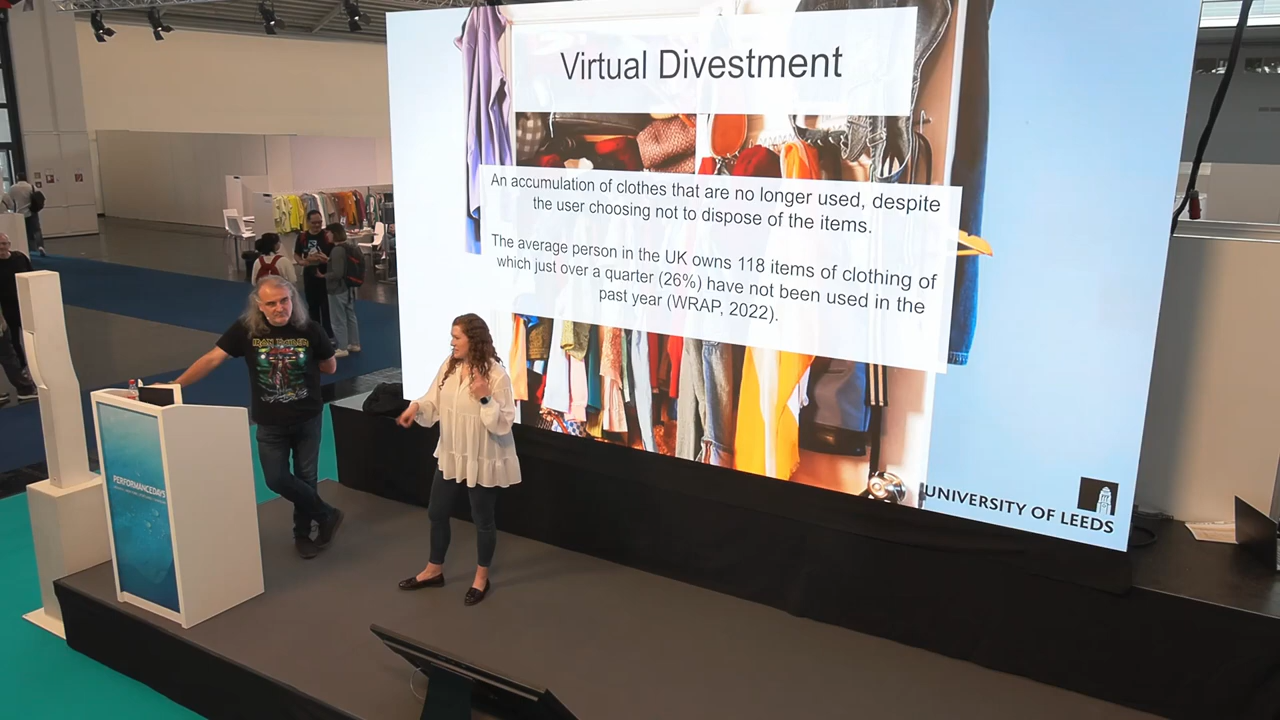 Virtual Divestment
An accumulation of clothes that are no longer used, despite
the user choosing not to dispose of the items.
The average person in the UK owns 118 items of clothing of
which just over a quarter (26%) have not been used in the
past year (WRAP, 2022).
UNIVERSITY OF LEEDS
IRON MAIDEN
PERFORMANCEDAYS